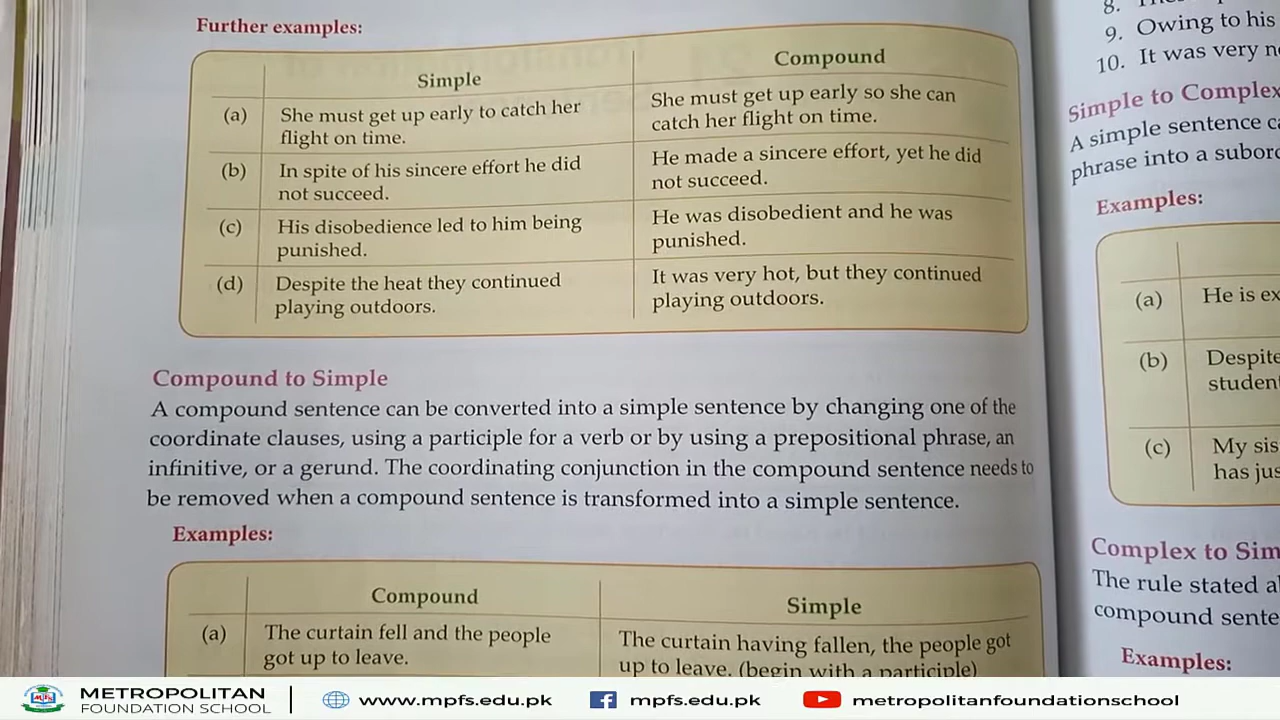 Further examples:
Simple
Compound
(a)
She must get up early to catch her
flight on time.
She must get up early so she can
catch her flight on time.
(b)
In spite of his sincere effort he did
not succeed.
He made a sincere effort, yet he did
not succeed.
(c)
His disobedience led to him being
punished.
He was disobedient and he was
punished.
(d)
Despite the heat they continued
playing outdoors.
It was very hot, but they continued
playing outdoors.
Compound to Simple
A compound sentence can be converted into a simple sentence by changing one of the
coordinate clauses, using a participle for a verb or by using a prepositional phrase, an
infinitive, or a gerund. The coordinating conjunction in the compound sentence needs to
be removed when a compound sentence is transformed into a simple sentence.
Examples:
Compound
Simple
(a)
The curtain fell and the people
got up to leave.
The curtain having fallen, the people got
up to leave. (begin with a participle)
8.
9. Owing to his
10. It was very
Simple to Complex
A simple sentence
phrase into a
Examples:
(a)
He is
(b)
Despite
(c)
My
has
Complex to
The rule stated
compound
Examples:
METROPOLITAN
FOUNDATION SCHOOL
www.mpfs.edu.pk
mpfs.edu.pk
metropolitanfoundationschool